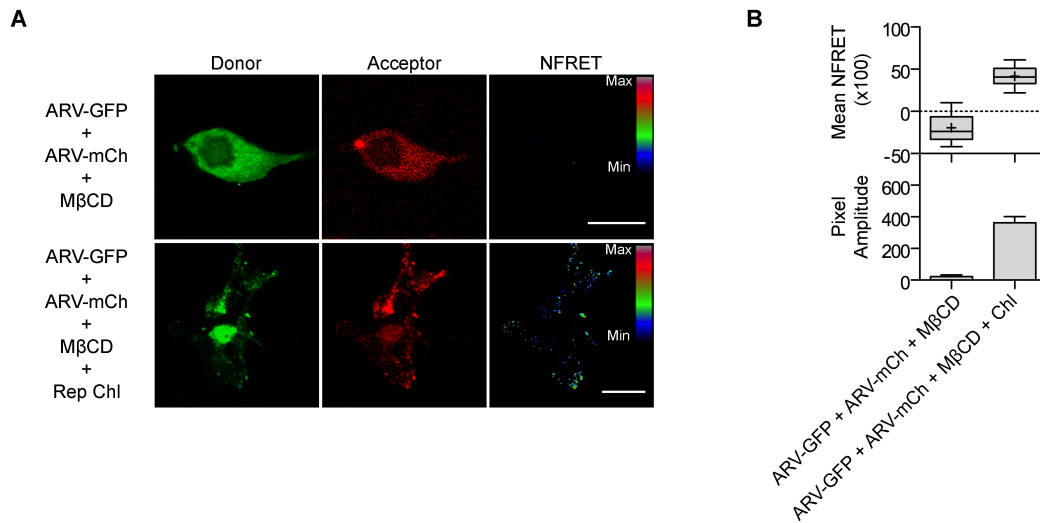 A
Donor
Acceptor
NFRET
ARV-GFP
+
ARV-mCh
+
MβCD
Max
Min
ARV-GFP
+
ARV-mCh
+
MβCD
+
Rep Chl
Max
Min
B
Mean NFRET
(x100)
100
50
0
-50
Pixel
Amplitude
600
400
200
0
ARV-GFP + ARV-mCh + MβCD
ARV-GFP + ARV-mCh + MβCD + Chl